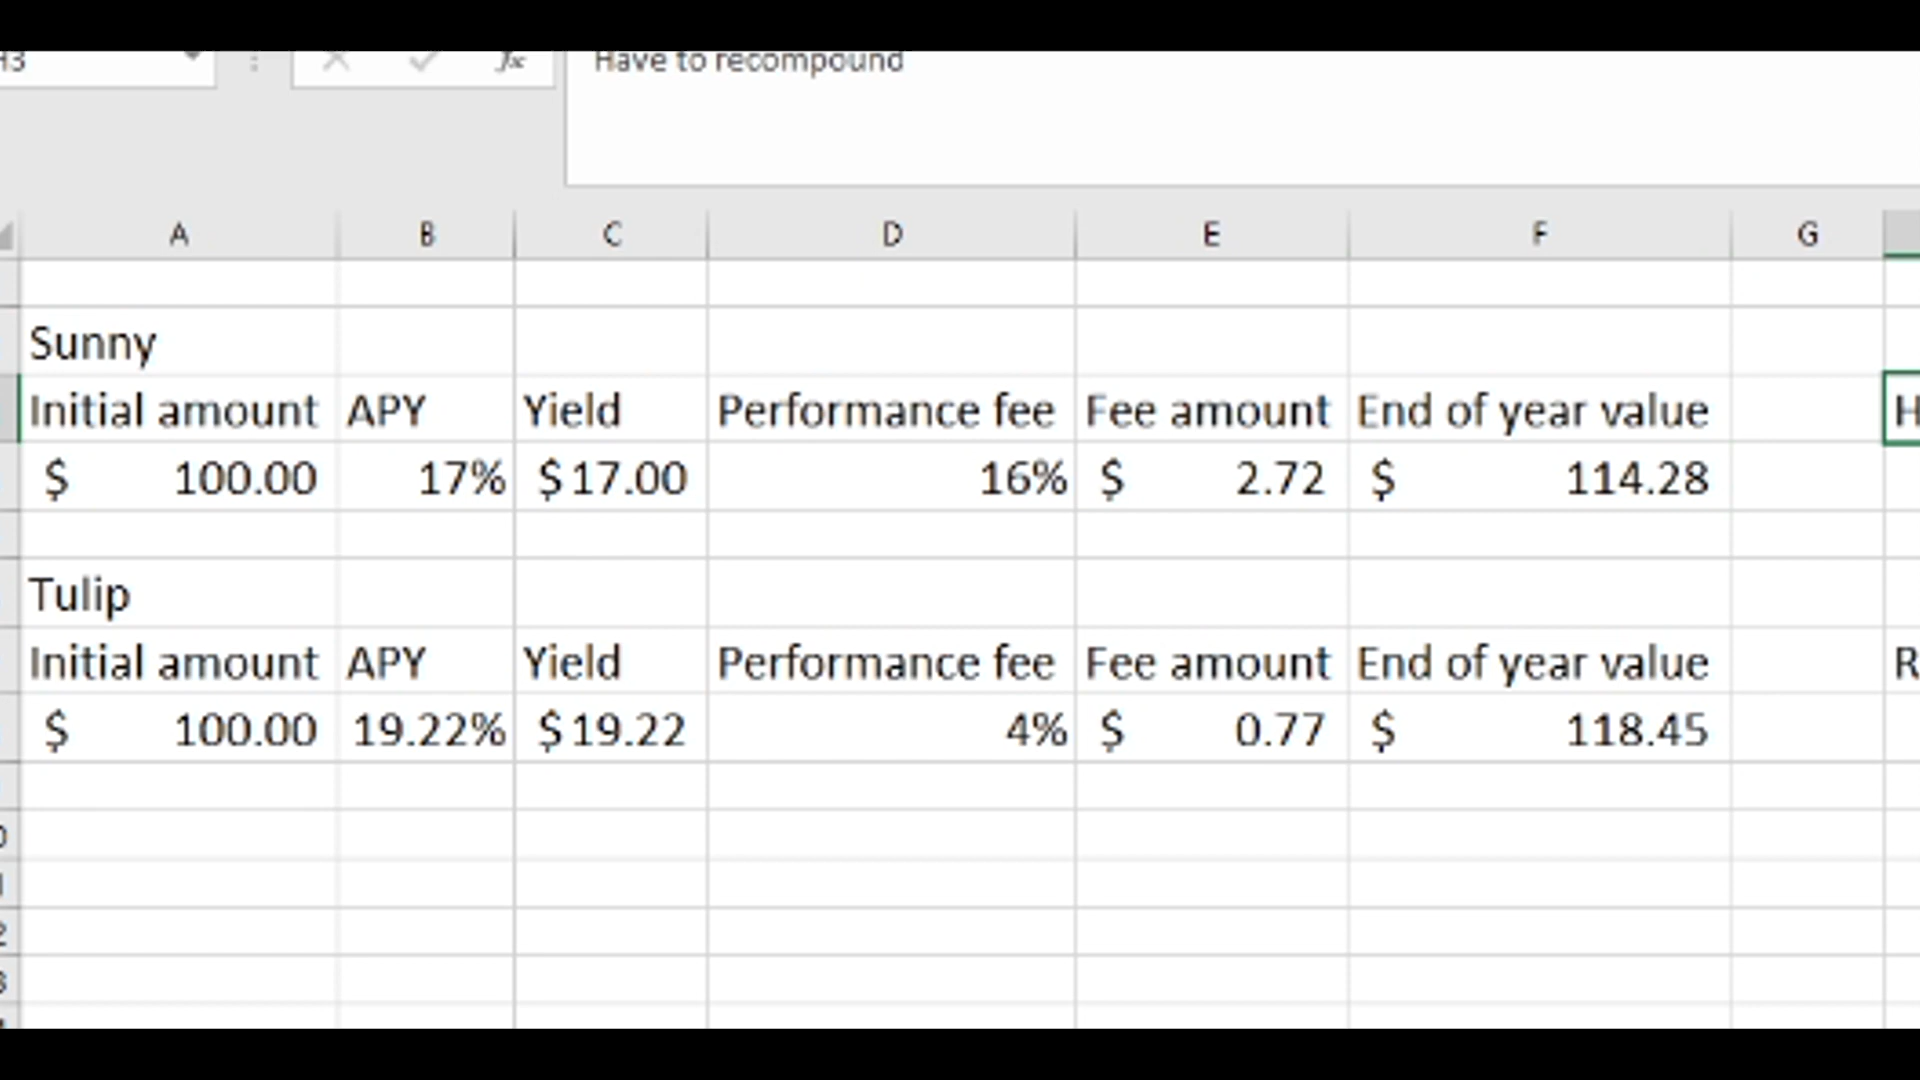 H3 fx Have to recompound
A B C D E F G
Sunny
Initial amount APY Yield Performance fee Fee amount End of year value H
$ 100.00 17% $17.00 16% $ 2.72 $ 114.28
Tulip
Initial amount APY Yield Performance fee Fee amount End of year value R
$ 100.00 19.22% $19.22 4% $ 0.77 $ 118.45